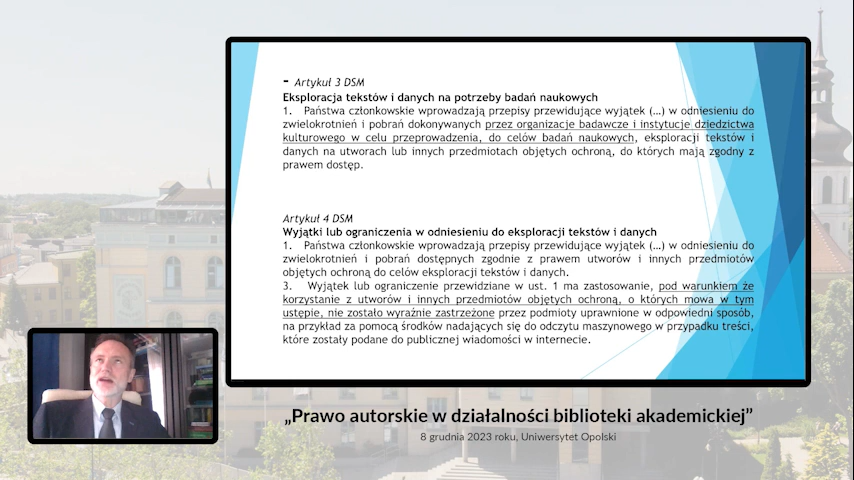 - Artykuł 3 DSM
Eksploracja tekstów i danych na potrzeby badań naukowych
1. Państwa członkowskie wprowadzają przepisy przewidujące wyjątek (…) w odniesieniu do
zwielokrotnień i pobrań dokonywanych przez organizacje badawcze i instytucje dziedzictwa
kulturowego w celu przeprowadzenia, do celów badań naukowych, eksploracji tekstów i
danych na utworach lub innych przedmiotach objętych ochroną, do których mają zgodny z
prawem dostęp.
Artykuł 4 DSM
Wyjątki lub ograniczenia w odniesieniu do eksploracji tekstów i danych
1. Państwa członkowskie wprowadzają przepisy przewidujące wyjątek (…) w odniesieniu do
zwielokrotnień i pobrań dostępnych zgodnie z prawem utworów i innych przedmiotów
objętych ochroną do celów eksploracji tekstów i danych.
3. Wyjątek lub ograniczenie przewidziane w ust. 1 ma zastosowanie, pod warunkiem że
korzystanie z utworów i innych przedmiotów objętych ochroną, o których mowa w tym
ustępie, nie zostało wyraźnie zastrzeżone przez podmioty uprawnione w odpowiedni sposób,
na przykład za pomocą środków nadających się do odczytu maszynowego w przypadku treści,
które zostały podane do publicznej wiadomości w internecie.
„Prawo autorskie w działalności biblioteki akademickiej”
8 grudnia 2023 roku, Uniwersytet Opolski